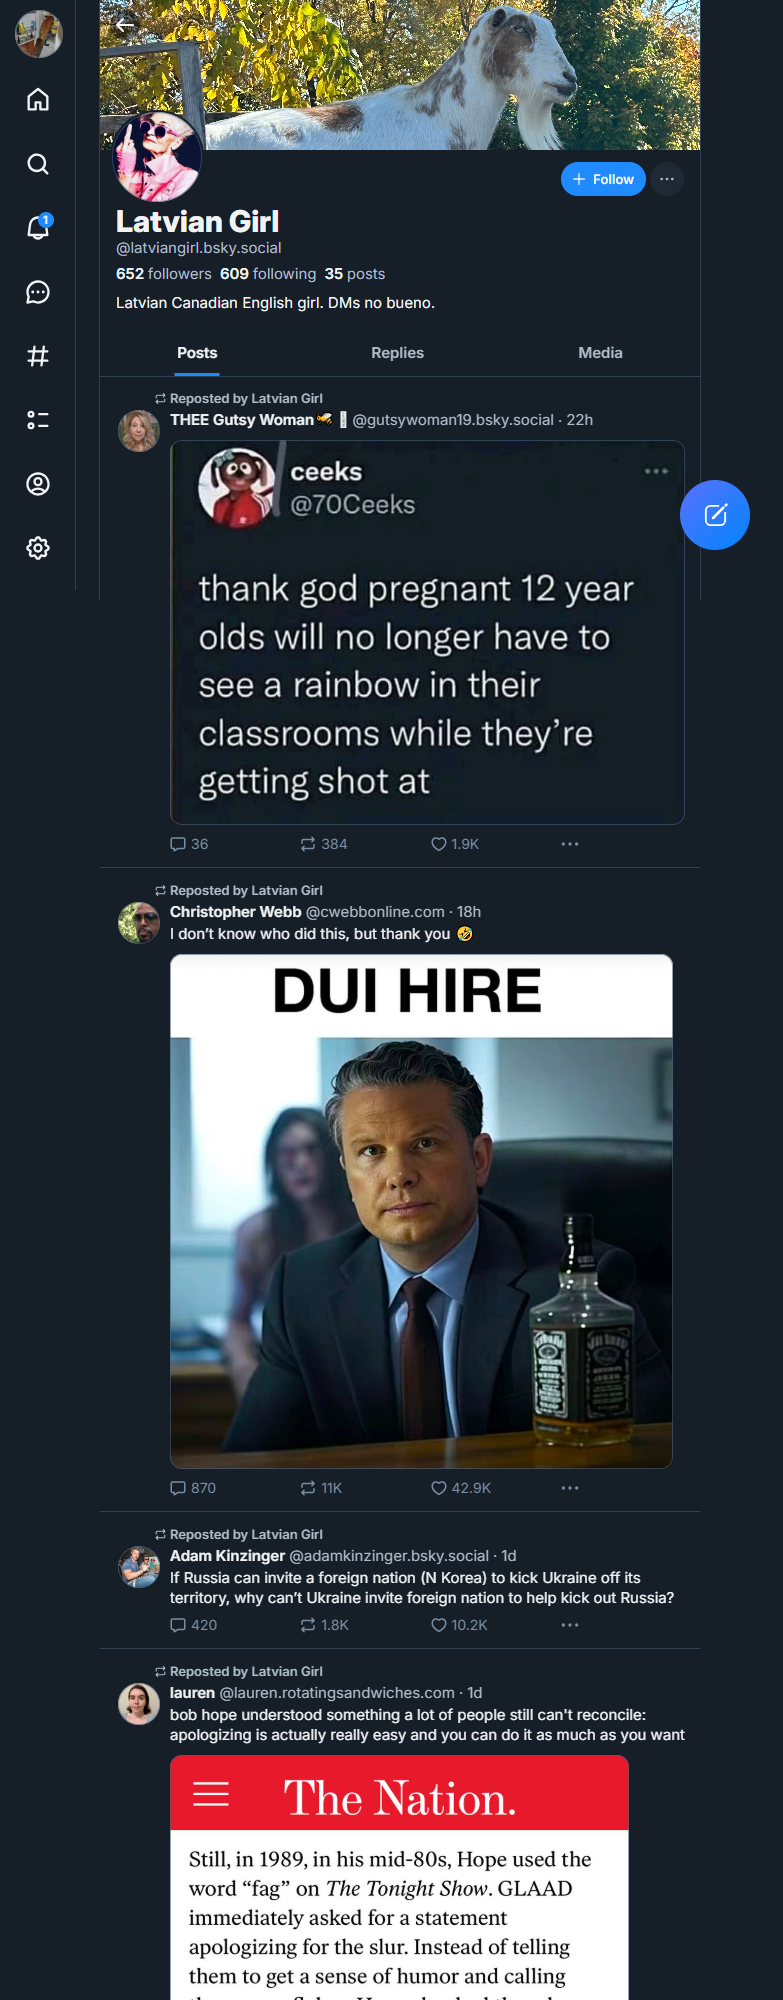 1
+ Follow
Latvian Girl
@latviangirl.bsky.social
652 followers 609 following 35 posts
Latvian Canadian English girl. DMs no bueno.
Posts Replies Media
Reposted by Latvian Girl
THEE Gutsy Woman @gutsywoman19.bsky.social · 22h
ceeks
@70Ceeks
thank god pregnant 12 year
olds will no longer have to
see a rainbow in their
classrooms while they're
getting shot at
36 384 1.9K
Reposted by Latvian Girl
Christopher Webb @cwebbonline.com · 18h
I don't know who did this, but thank you 🤣
DUI HIRE
870 11K 42.9K
Reposted by Latvian Girl
Adam Kinzinger @adamkinzinger.bsky.social · 1d
If Russia can invite a foreign nation (N Korea) to kick Ukraine off its
territory, why can't Ukraine invite foreign nation to help kick out Russia?
420 1.8K 10.2K
Reposted by Latvian Girl
lauren @lauren.rotatingsandwiches.com · 1d
bob hope understood something a lot of people still can't reconcile:
apologizing is actually really easy and you can do it as much as you want
The Nation.
Still, in 1989, in his mid-80s, Hope used the
word “fag” on The Tonight Show. GLAAD
immediately asked for a statement
apologizing for the slur. Instead of telling
them to get a sense of humor and calling